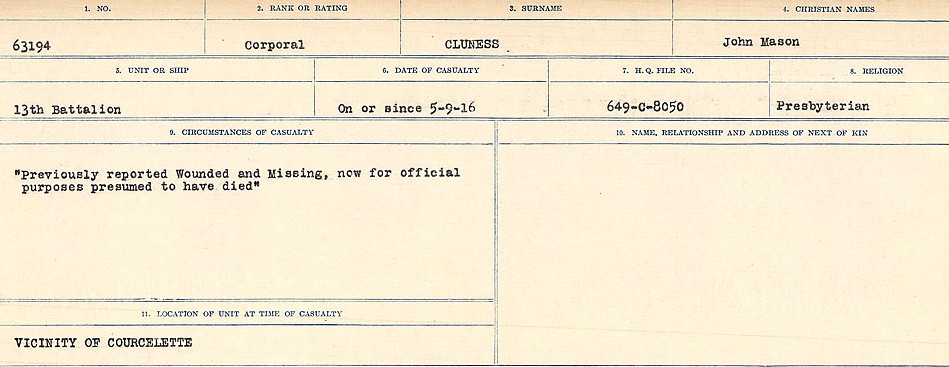 1. NO. 2. RANK OR RATING 3. SURNAME 4. CHRISTIAN NAMES
63194 Corporal CLUNESS John Mason
5. UNIT OR SHIP 6. DATE OF CASUALTY 7. H.Q. FILE NO. 8. RELIGION
13th Battalion On or since 5-9-16 649-C-8050 Presbyterian
9. CIRCUMSTANCES OF CASUALTY 10. NAME, RELATIONSHIP AND ADDRESS OF NEXT OF KIN
"Previously reported Wounded and Missing, now for official
purposes presumed to have died"
11. LOCATION OF UNIT AT TIME OF CASUALTY
VICINITY OF COURCELETTE